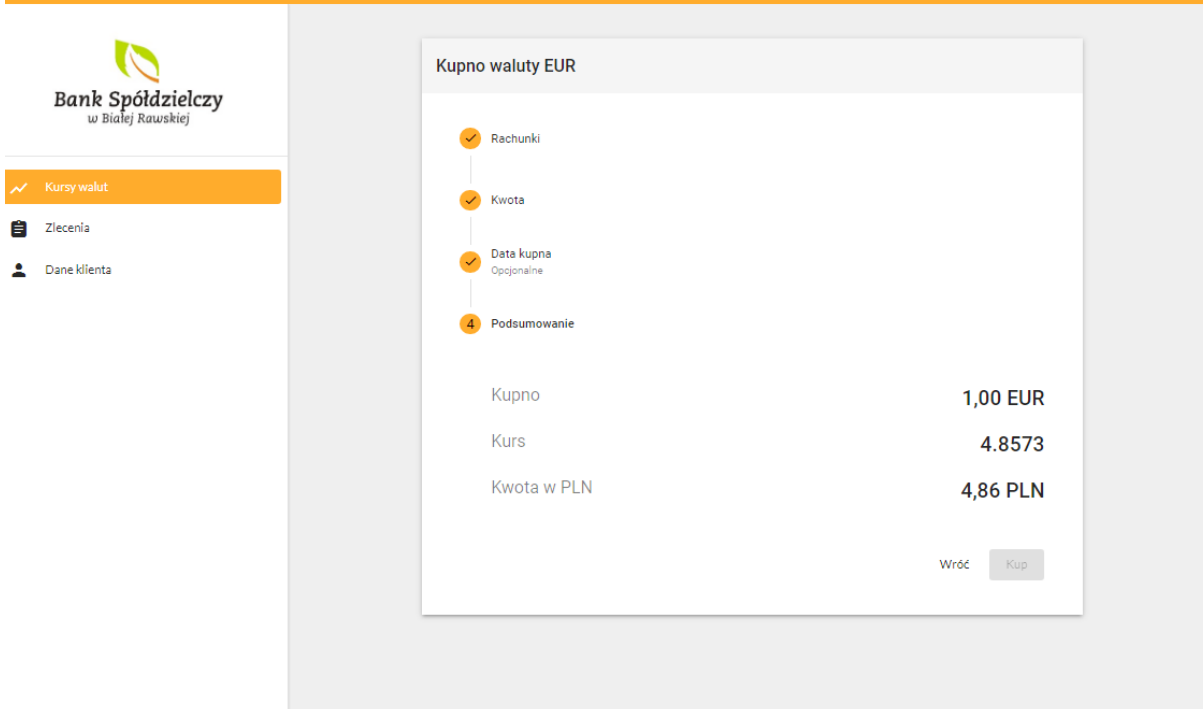 Bank Spółdzielczy
w Białej Rawskiej
Kursy walut
Zlecenia
Dane klienta
Kupno waluty EUR
Rachunki
Kwota
Data kupna
Opcjonalne
4 Podsumowanie
Kupno 1,00 EUR
Kurs 4.8573
Kwota w PLN 4,86 PLN
Wróć Kup